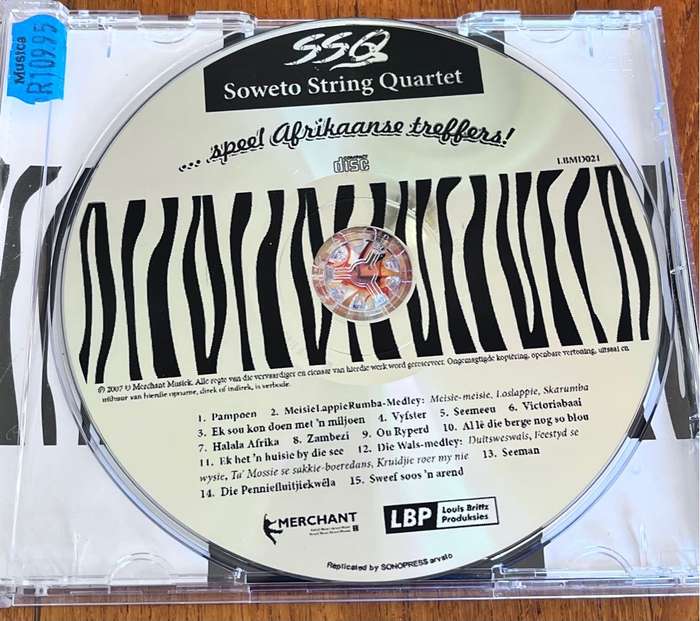 Musica
R109.95
SSQ
Soweto String Quartet
... speel Afrikaanse treffers!
COMPACT
disc
LBMD021
℗ 2007 © Merchant Musiek. Alle regte van die vervaardiger en eienaar van hierdie werk word gereserveer. Ongemagtigde kopiëring, openbare vertoning, uitsaai en
uithuur van hierdie opname, direk of indirek, is verbode.
1. Pampoen 2. MeisieLappieRumba-Medley: Meisie-meisie, Loslappie, Skarumba
3. Ek sou kon doen met 'n miljoen 4. Vyfster 5. Seemeeu 6. Victoriabaai
7. Halala Afrika 8. Zambezi 9. Ou Ryperd 10. Al lê die berge nog so blou
11. Ek het 'n huisie by die see 12. Die Wals-medley: Duitsweswals, Feestyd se
wysie, Ta' Mossie se sukkie-boeredans, Kruidjie roer my nie 13. Seeman
14. Die Penniefluitjiekwêla 15. Sweef soos 'n arend
MERCHANT
LBP Louis Brittz
Produksies
Replicated by SONOPRESS arvato